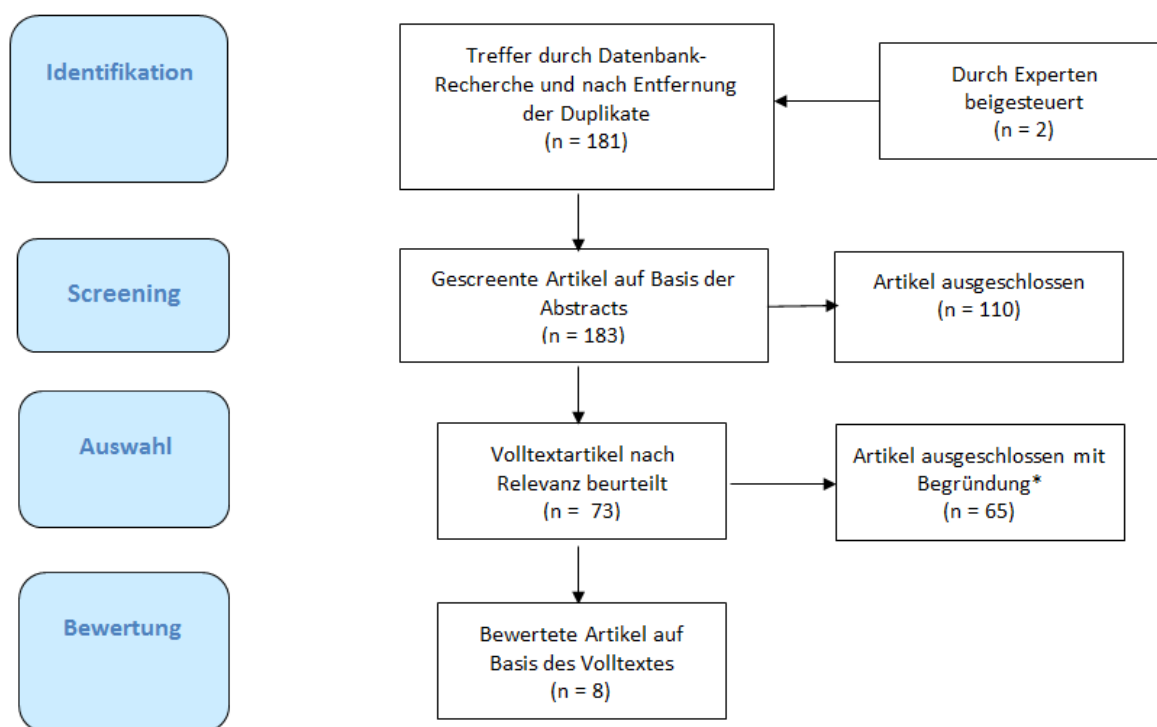 Identifikation
Treffer durch Datenbank-
Recherche und nach Entfernung
der Duplikate
(n = 181)
Durch Experten
beigesteuert
(n = 2)
Screening
Gescreente Artikel auf Basis der
Abstracts
(n = 183)
Artikel ausgeschlossen
(n = 110)
Auswahl
Volltextartikel nach
Relevanz beurteilt
(n = 73)
Artikel ausgeschlossen mit
Begründung*
(n = 65)
Bewertung
Bewertete Artikel auf
Basis des Volltextes
(n = 8)